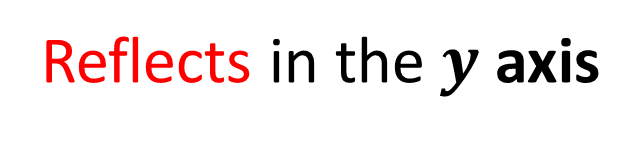 Reflects in the y axis